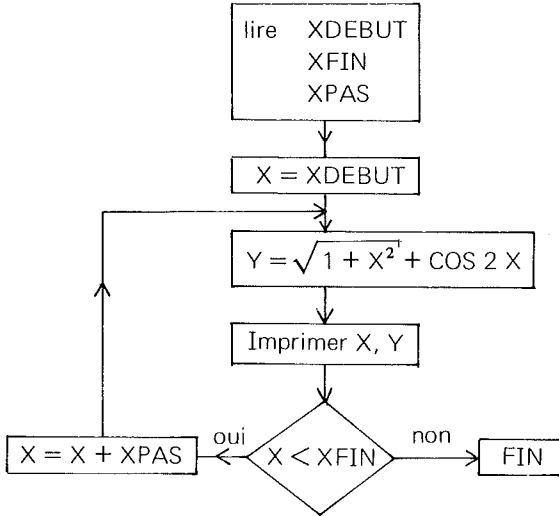 lire XDEBUT
XFIN
XPAS
X = XDEBUT
Y = √1 + X² + COS 2 X
Imprimer X, Y
oui
non
X = X + XPAS
X < XFIN
FIN